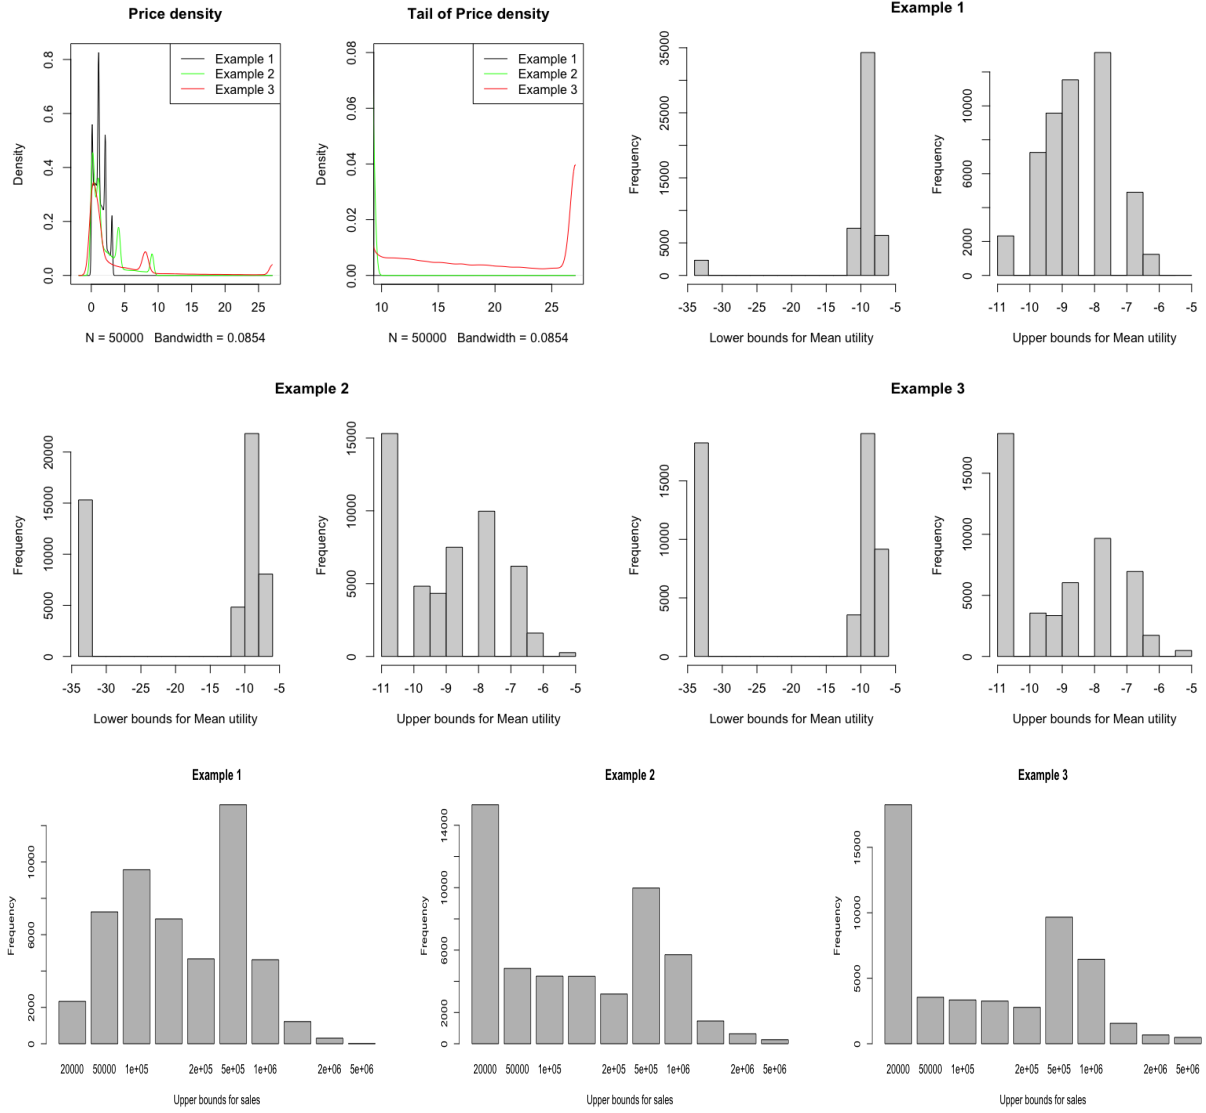 Price density
Tail of Price density
Example 1
Density
0.0 0.2 0.4 0.6 0.8
Example 1
Example 2
Example 3
0 5 10 15 20 25
N = 50000 Bandwidth = 0.0854
Density
0.00 0.02 0.04 0.06 0.08
Example 1
Example 2
Example 3
10 15 20 25
N = 50000 Bandwidth = 0.0854
Frequency
0 5000 15000 25000 35000
-35 -30 -25 -20 -15 -10 -5
Lower bounds for Mean utility
Frequency
0 2000 6000 10000
-11 -10 -9 -8 -7 -6 -5
Upper bounds for Mean utility
Example 2
Example 3
Frequency
0 5000 10000 15000 20000
-35 -30 -25 -20 -15 -10 -5
Lower bounds for Mean utility
Frequency
0 5000 10000 15000
-11 -10 -9 -8 -7 -6 -5
Upper bounds for Mean utility
Frequency
0 5000 10000 15000
-35 -30 -25 -20 -15 -10 -5
Lower bounds for Mean utility
Frequency
0 5000 10000 15000
-11 -10 -9 -8 -7 -6 -5
Upper bounds for Mean utility
Example 1
Example 2
Example 3
Frequency
0 2000 6000 10000
20000 50000 1e+05 2e+05 5e+05 1e+06 2e+06 5e+06
Upper bounds for sales
Frequency
0 2000 4000 6000 10000 14000
20000 50000 1e+05 2e+05 5e+05 1e+06 2e+06 5e+06
Upper bounds for sales
Frequency
0 5000 10000 15000
20000 50000 1e+05 2e+05 5e+05 1e+06 2e+06 5e+06
Upper bounds for sales